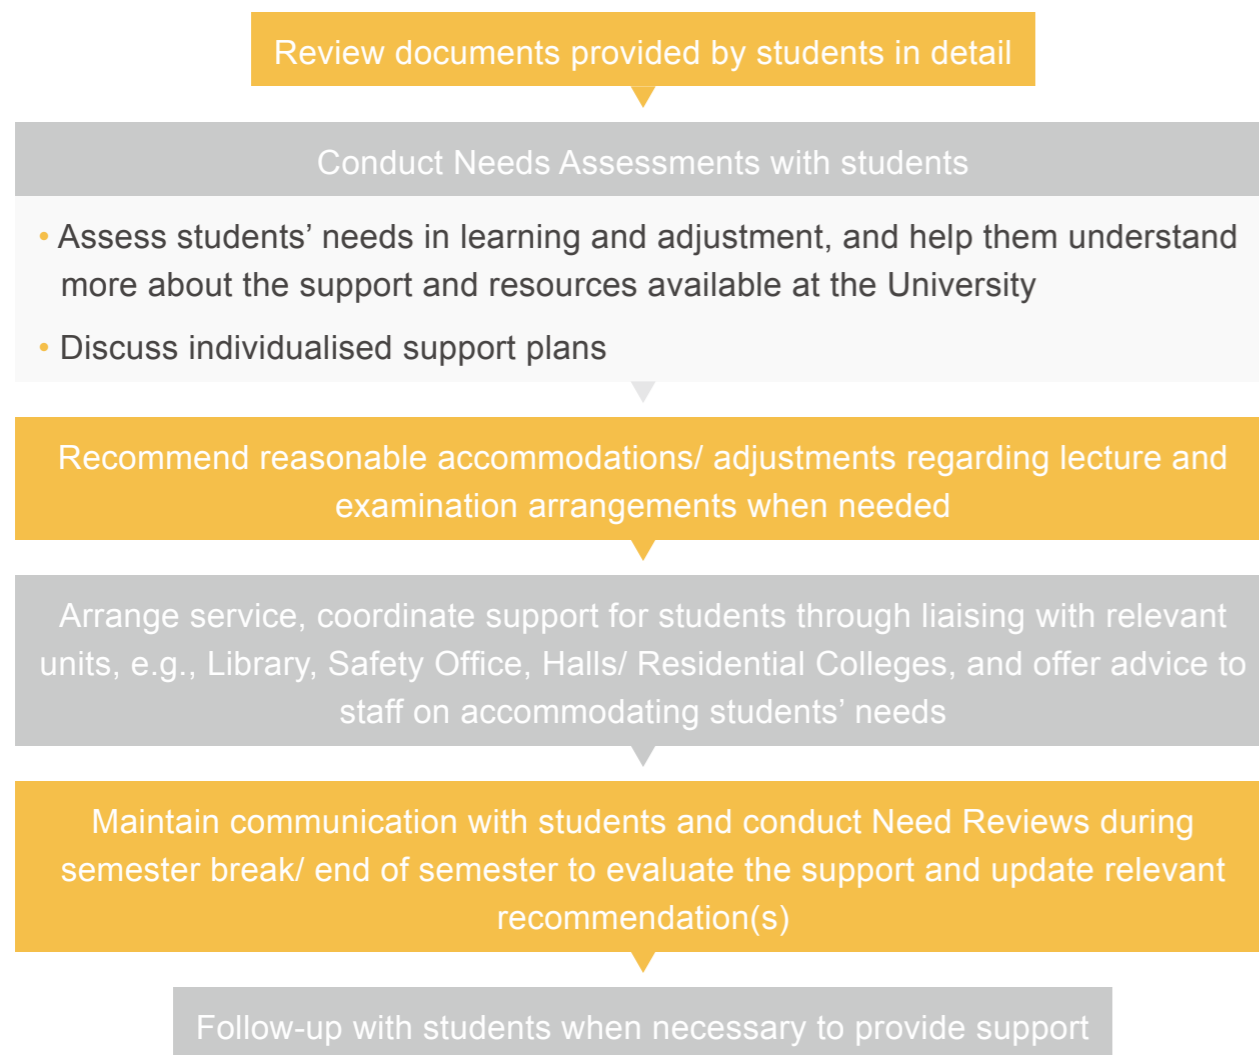 Review documents provided by students in detail
Conduct Needs Assessments with students
• Assess students’ needs in learning and adjustment, and help them understand
more about the support and resources available at the University
• Discuss individualised support plans
Recommend reasonable accommodations/ adjustments regarding lecture and
examination arrangements when needed
Arrange service, coordinate support for students through liaising with relevant
units, e.g., Library, Safety Office, Halls/ Residential Colleges, and offer advice to
staff on accommodating students’ needs
Maintain communication with students and conduct Need Reviews during
semester break/ end of semester to evaluate the support and update relevant
recommendation(s)
Follow-up with students when necessary to provide support